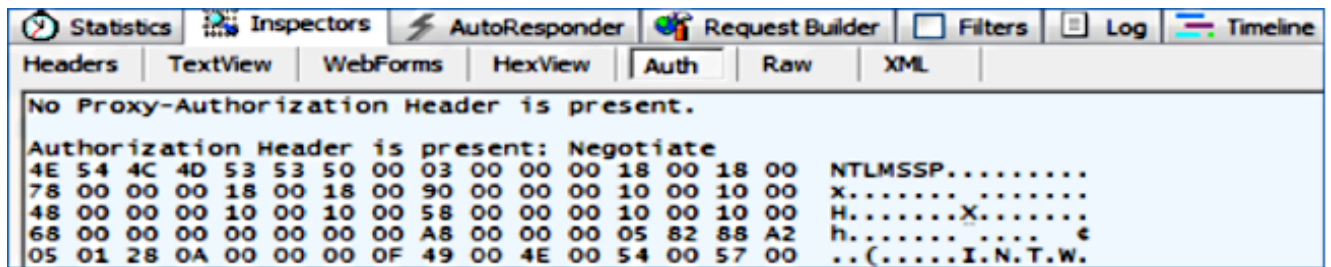 Statistics Inspectors AutoResponder Request Builder Filters Log Timeline
Headers TextView WebForms HexView Auth Raw XML
No Proxy-Authorization Header is present.
Authorization Header is present: Negotiate
4E 54 4C 4D 53 53 50 00 03 00 00 00 18 00 18 00 NTLMSSP.........
78 00 00 00 18 00 18 00 90 00 00 00 10 00 10 00 x....... .......
48 00 00 00 10 00 10 00 58 00 00 00 10 00 10 00 H.......X.......
68 00 00 00 00 00 00 00 A8 00 00 00 05 82 88 A2 h....... .... ¢
05 01 28 0A 00 00 00 0F 49 00 4E 00 54 00 57 00 ..(.....I.N.T.W.